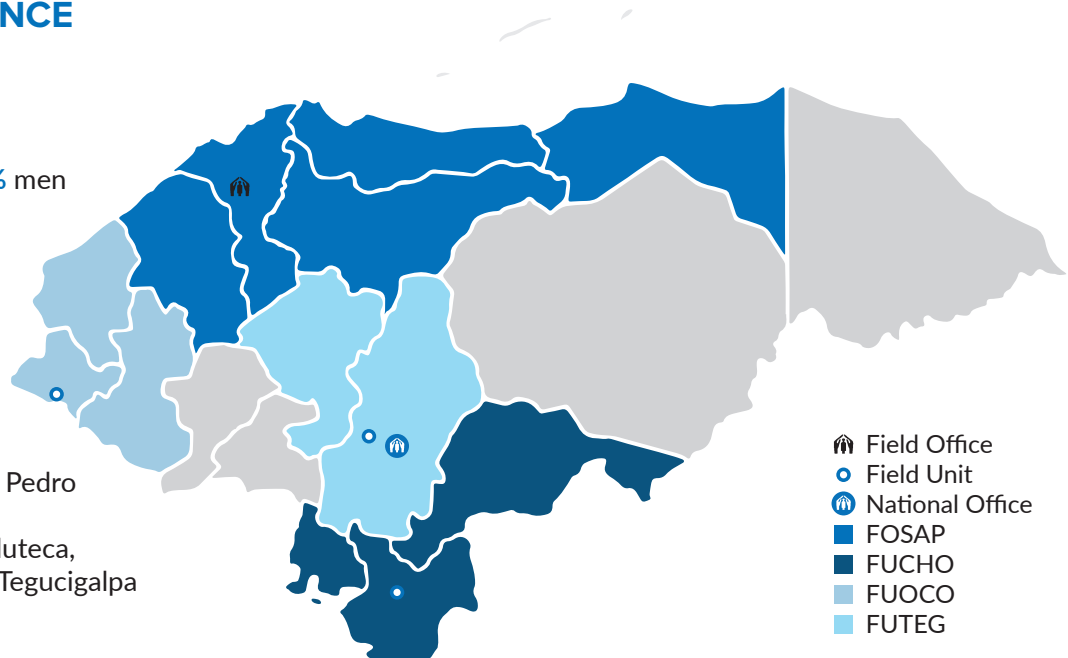 NCE
% men
Pedro
luteca,
Tegucigalpa
Field Office
Field Unit
National Office
FOSAP
FUCHO
FUOCO
FUTEG